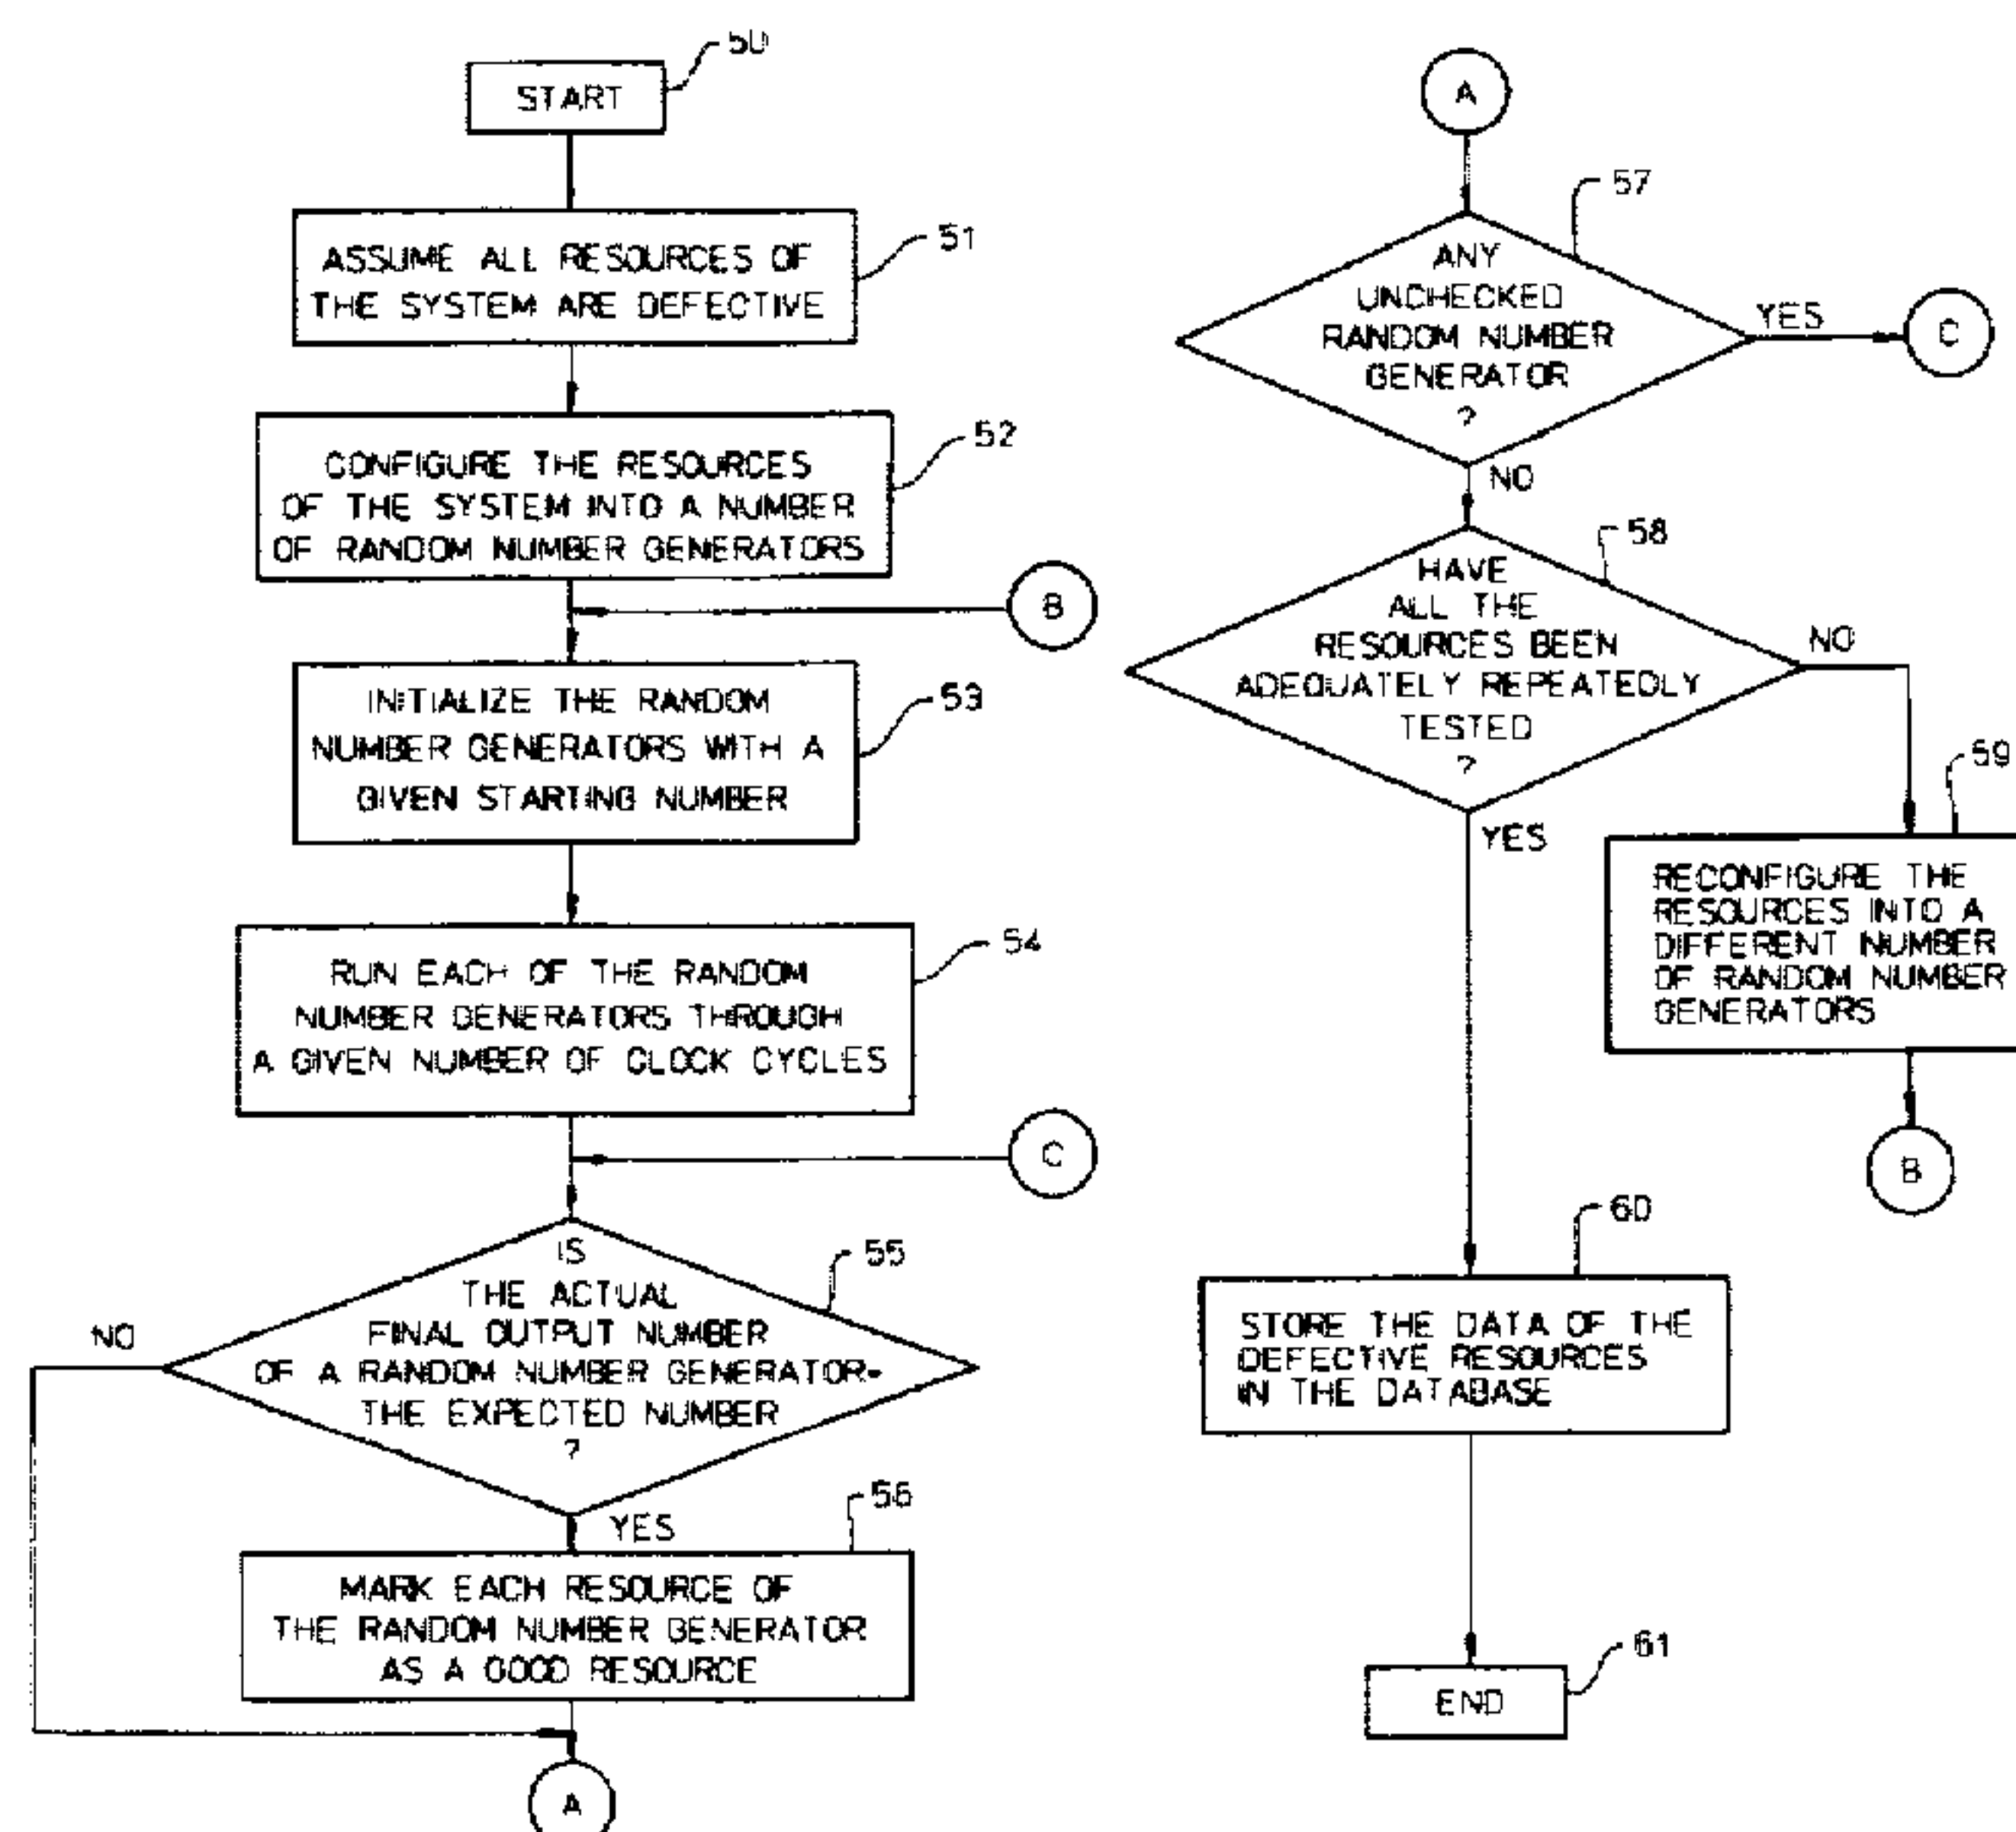 50
START
51
ASSUME ALL RESOURCES OF
THE SYSTEM ARE DEFECTIVE
52
CONFIGURE THE RESOURCES
OF THE SYSTEM INTO A NUMBER
OF RANDOM NUMBER GENERATORS
B
53
INITIALIZE THE RANDOM
NUMBER GENERATORS WITH A
GIVEN STARTING NUMBER
54
RUN EACH OF THE RANDOM
NUMBER GENERATORS THROUGH
A GIVEN NUMBER OF CLOCK CYCLES
C
55
IS
THE ACTUAL
FINAL OUTPUT NUMBER
OF A RANDOM NUMBER GENERATOR=
THE EXPECTED NUMBER
?
NO
YES
56
MARK EACH RESOURCE OF
THE RANDOM NUMBER GENERATOR
AS A GOOD RESOURCE
A
A
57
ANY
UNCHECKED
RANDOM NUMBER
GENERATOR
?
YES
C
NO
58
HAVE
ALL THE
RESOURCES BEEN
ADEQUATELY REPEATEDLY
TESTED
?
NO
YES
59
RECONFIGURE THE
RESOURCES INTO A
DIFFERENT NUMBER
OF RANDOM NUMBER
GENERATORS
B
60
STORE THE DATA OF THE
DEFECTIVE RESOURCES
IN THE DATABASE
61
END